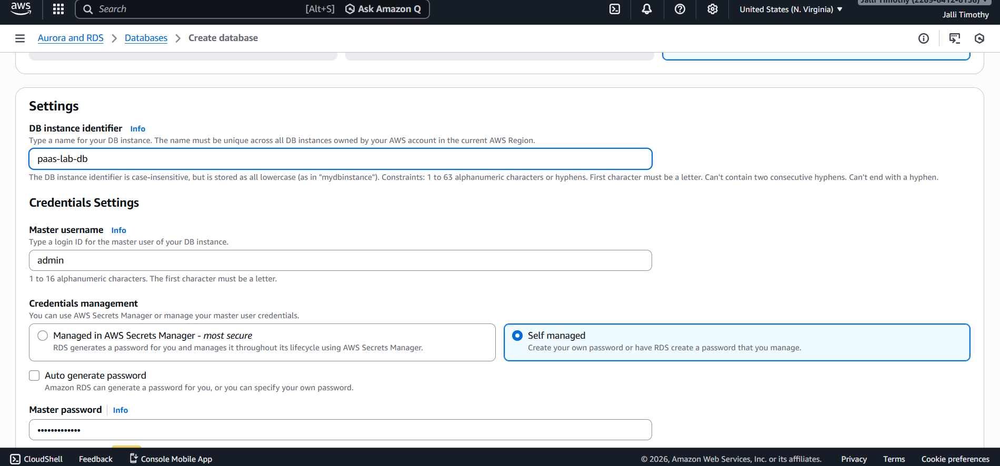 aws
Search [Alt+S] Ask Amazon Q
United States (N. Virginia) ▼
Jalli Timothy
Aurora and RDS > Databases > Create database
Settings
DB instance identifier Info
Type a name for your DB instance. The name must be unique across all DB instances owned by your AWS account in the current AWS Region.
paas-lab-db
The DB instance identifier is case-insensitive, but is stored as all lowercase (as in "mydbinstance"). Constraints: 1 to 63 alphanumeric characters or hyphens. First character must be a letter. Can't contain two consecutive hyphens. Can't end with a hyphen.
Credentials Settings
Master username Info
Type a login ID for the master user of your DB instance.
admin
1 to 16 alphanumeric characters. The first character must be a letter.
Credentials management
You can use AWS Secrets Manager or manage your master user credentials.
Managed in AWS Secrets Manager - most secure
RDS generates a password for you and manages it throughout its lifecycle using AWS Secrets Manager.
Self managed
Create your own password or have RDS create a password that you manage.
Auto generate password
Amazon RDS can generate a password for you, or you can specify your own password.
Master password Info
•••••••••••••
CloudShell Feedback Console Mobile App © 2026, Amazon Web Services, Inc. or its affiliates. Privacy Terms Cookie preferences